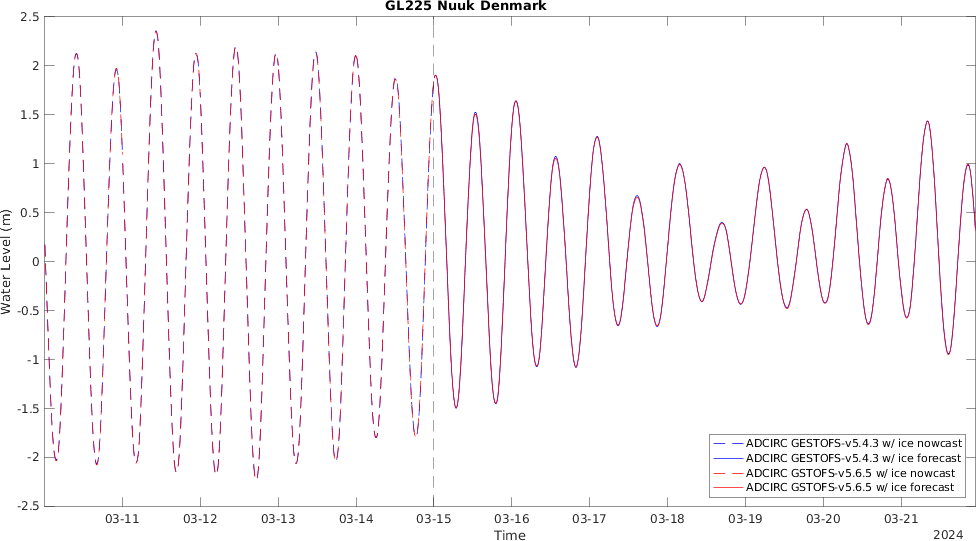 GL225 Nuuk Denmark
2.5
2
1.5
1
0.5
0
-0.5
-1
-1.5
-2
-2.5
Water Level (m)
ADCIRC GESTOFS-v5.4.3 w/ ice nowcast
ADCIRC GESTOFS-v5.4.3 w/ ice forecast
ADCIRC GSTOFS-v5.6.5 w/ ice nowcast
ADCIRC GSTOFS-v5.6.5 w/ ice forecast
03-11 03-12 03-13 03-14 03-15 03-16 03-17 03-18 03-19 03-20 03-21
Time
2024